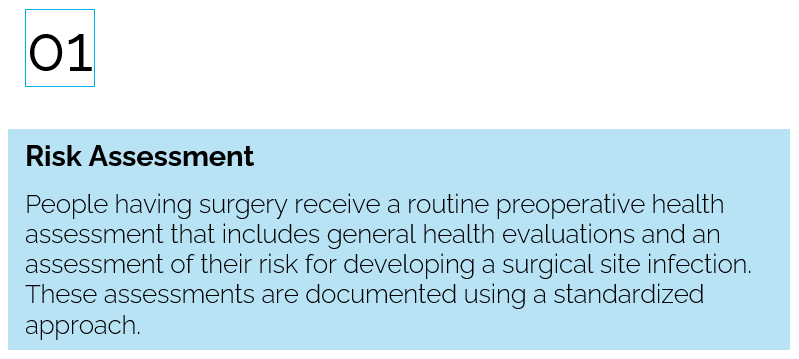 01
Risk Assessment
People having surgery receive a routine preoperative health
assessment that includes general health evaluations and an
assessment of their risk for developing a surgical site infection.
These assessments are documented using a standardized
approach.